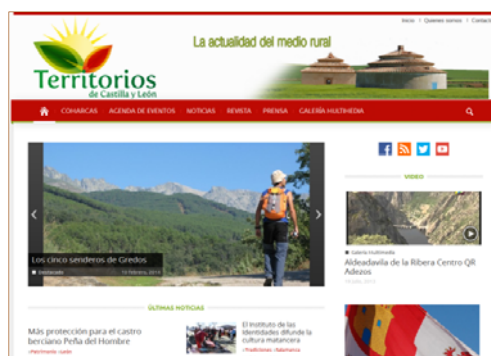 Inicio | Quienes somos | Contacto
La actualidad del medio rural
Territorios
de Castilla y León
COMARCAS AGENDA DE EVENTOS NOTICIAS REVISTA PRENSA GALERÍA MULTIMEDIA
VIDEO
Los cinco senderos de Gredos
Destacado
Galería Multimedia
Aldeadavila de la Ribera Centro QR
Adezos
ÚLTIMAS NOTICIAS
Más protección para el castro
berciano Peña del Hombre
El Instituto de las
Identidades difunde la
cultura matancera